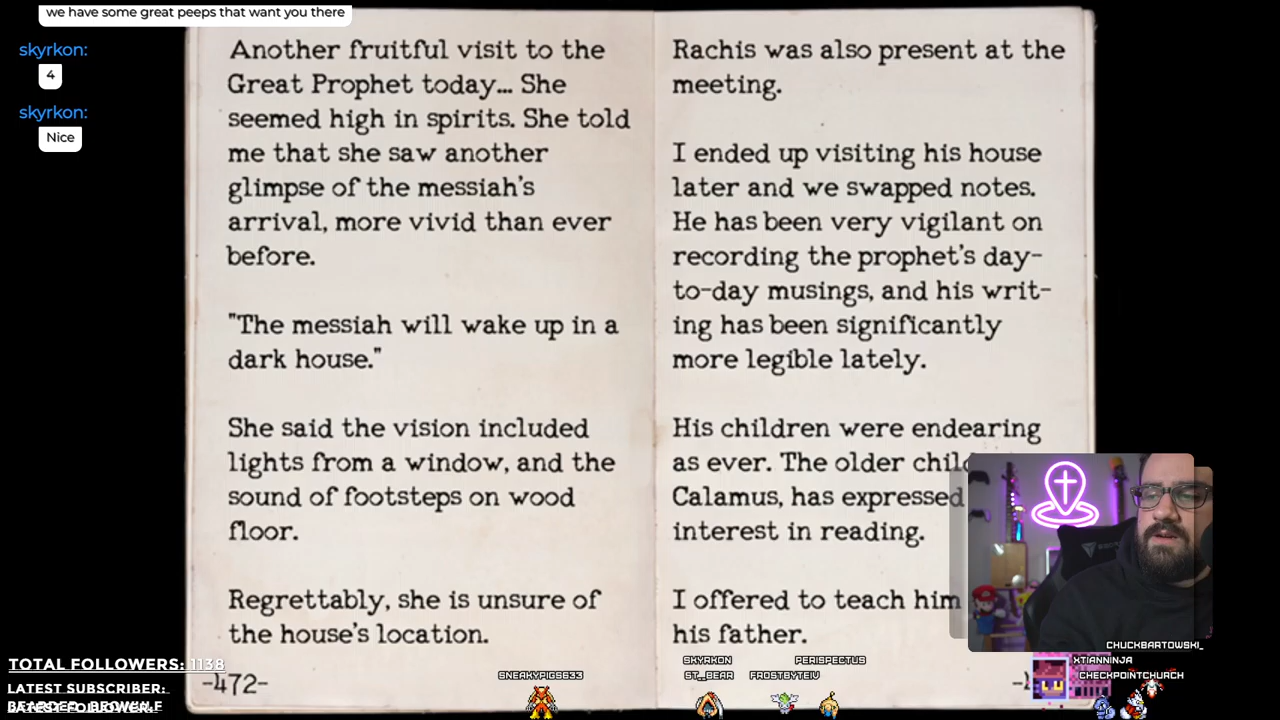 we have some great peeps that want you there
skyrkon:
4
skyrkon:
Nice
Another fruitful visit to the
Great Prophet today... She
seemed high in spirits. She told
me that she saw another
glimpse of the messiah's
arrival, more vivid than ever
before.
"The messiah will wake up in a
dark house."
She said the vision included
lights from a window, and the
sound of footsteps on wood
floor.
Regrettably, she is unsure of
the house's location.
-472-
Rachis was also present at the
meeting.
I ended up visiting his house
later and we swapped notes.
He has been very vigilant on
recording the prophet's day-
to-day musings, and his writ-
ing has been significantly
more legible lately.
His children were endearing
as ever. The older
Calamus, has expressed
interest in reading.
I offered to teach him
his father.
TOTAL FOLLOWERS: 1138
LATEST SUBSCRIBER:
SNEAKYPIGSE33
SKYRKON
ST_BEAR
PERISPECTUS
FROSTBYTEIV
CHUCKBARTOWSKI_
XTIANNINJA
CHECKPOINTCHURCH